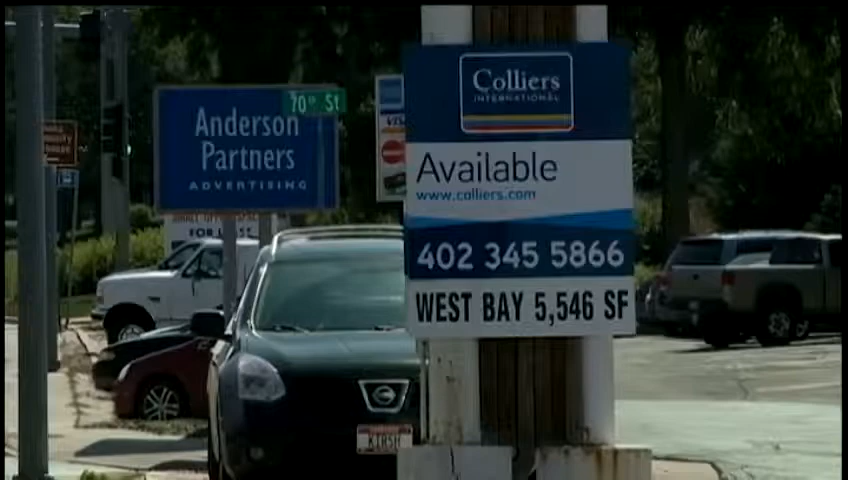 70th St
Anderson
Partners
ADVERTISING
VISA
Colliers
INTERNATIONAL
Available
www.colliers.com
402 345 5866
WEST BAY 5,546 SF